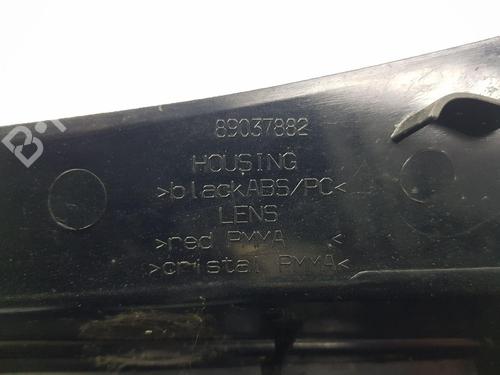 89037882
HOUSING
>blackABS/PC<
LENS
>red PMMA <
>cristal PMMA<